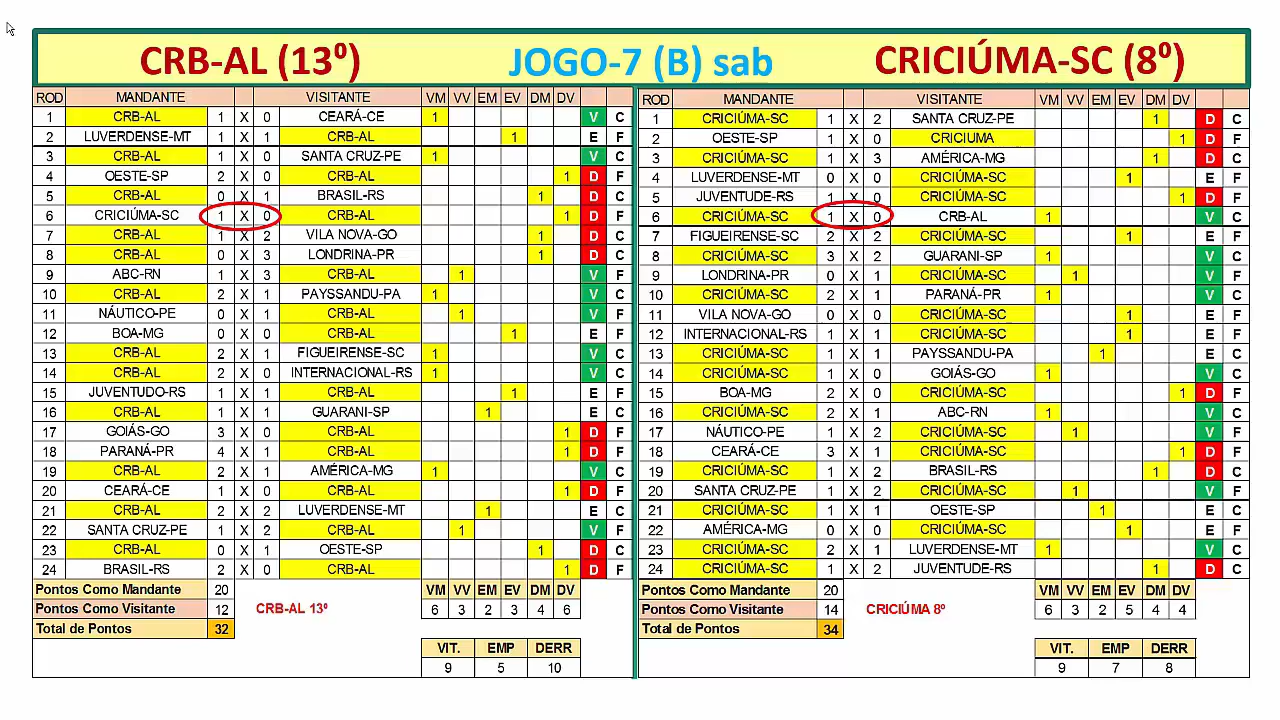 CRB-AL (13º) JOGO-7 (B) sab CRICIÚMA-SC (8º)
ROD MANDANTE VISITANTE VM VV EM EV DM DV
1 CRB-AL 1 X 0 CEARÁ-CE 1 V C
2 LUVERDENSE-MT 1 X 1 CRB-AL 1 E F
3 CRB-AL 1 X 0 SANTA CRUZ-PE 1 V C
4 OESTE-SP 2 X 0 CRB-AL 1 D F
5 CRB-AL 0 X 1 BRASIL-RS 1 D C
6 CRICIÚMA-SC 1 X 0 CRB-AL 1 D F
7 CRB-AL 1 X 2 VILA NOVA-GO 1 D C
8 CRB-AL 0 X 3 LONDRINA-PR 1 D C
9 ABC-RN 1 X 3 CRB-AL 1 V F
10 CRB-AL 2 X 1 PAYSSANDU-PA 1 V C
11 NÁUTICO-PE 0 X 1 CRB-AL 1 V F
12 BOA-MG 0 X 0 CRB-AL 1 E F
13 CRB-AL 2 X 1 FIGUEIRENSE-SC 1 V C
14 CRB-AL 2 X 0 INTERNACIONAL-RS 1 V C
15 JUVENTUDO-RS 1 X 1 CRB-AL 1 E F
16 CRB-AL 1 X 1 GUARANI-SP 1 E C
17 GOIÁS-GO 3 X 0 CRB-AL 1 D F
18 PARANÁ-PR 4 X 1 CRB-AL 1 D F
19 CRB-AL 2 X 1 AMÉRICA-MG 1 V C
20 CEARÁ-CE 1 X 0 CRB-AL 1 D F
21 CRB-AL 2 X 2 LUVERDENSE-MT 1 E C
22 SANTA CRUZ-PE 1 X 2 CRB-AL 1 V F
23 CRB-AL 0 X 1 OESTE-SP 1 D C
24 BRASIL-RS 2 X 0 CRB-AL 1 D F
Pontos Como Mandante 20 VM VV EM EV DM DV
Pontos Como Visitante 12 CRB-AL 13º 6 3 2 3 4 6
Total de Pontos 32
VIT. EMP DERR
9 5 10
ROD MANDANTE VISITANTE VM VV EM EV DM DV
1 CRICIÚMA-SC 1 X 2 SANTA CRUZ-PE 1 D C
2 OESTE-SP 1 X 0 CRICIUMA 1 D F
3 CRICIÚMA-SC 1 X 3 AMÉRICA-MG 1 D C
4 LUVERDENSE-MT 0 X 0 CRICIÚMA-SC 1 E F
5 JUVENTUDE-RS 1 X 0 CRICIÚMA-SC 1 D F
6 CRICIÚMA-SC 1 X 0 CRB-AL 1 V C
7 FIGUEIRENSE-SC 2 X 2 CRICIÚMA-SC 1 E F
8 CRICIÚMA-SC 3 X 2 GUARANI-SP 1 V C
9 LONDRINA-PR 0 X 1 CRICIÚMA-SC 1 V F
10 CRICIÚMA-SC 2 X 1 PARANÁ-PR 1 V C
11 VILA NOVA-GO 0 X 0 CRICIÚMA-SC 1 E F
12 INTERNACIONAL-RS 1 X 1 CRICIÚMA-SC 1 E F
13 CRICIÚMA-SC 1 X 1 PAYSSANDU-PA 1 E C
14 CRICIÚMA-SC 1 X 0 GOIÁS-GO 1 V C
15 BOA-MG 2 X 0 CRICIÚMA-SC 1 D F
16 CRICIÚMA-SC 2 X 1 ABC-RN 1 V C
17 NÁUTICO-PE 1 X 2 CRICIÚMA-SC 1 V F
18 CEARÁ-CE 3 X 1 CRICIÚMA-SC 1 D F
19 CRICIÚMA-SC 1 X 2 BRASIL-RS 1 D C
20 SANTA CRUZ-PE 1 X 2 CRICIÚMA-SC 1 V F
21 CRICIÚMA-SC 1 X 1 OESTE-SP 1 E C
22 AMÉRICA-MG 0 X 0 CRICIÚMA-SC 1 E F
23 CRICIÚMA-SC 2 X 1 LUVERDENSE-MT 1 V C
24 CRICIÚMA-SC 1 X 2 JUVENTUDE-RS 1 D C
Pontos Como Mandante 20 VM VV EM EV DM DV
Pontos Como Visitante 14 CRICIÚMA 8º 6 3 2 5 4 4
Total de Pontos 34
VIT. EMP DERR
9 7 8